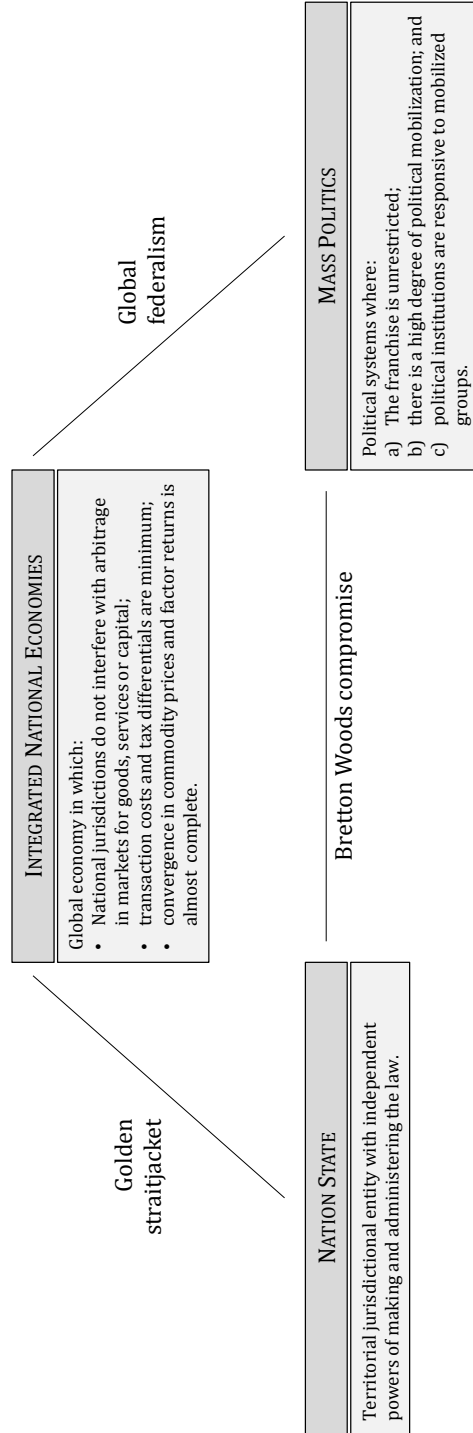 INTEGRATED NATIONAL ECONOMIES
Global economy in which:
• National jurisdictions do not interfere with arbitrage
in markets for goods, services or capital;
• transaction costs and tax differentials are minimum;
• convergence in commodity prices and factor returns is
almost complete.
Golden
straitjacket
Global
federalism
NATION STATE
Territorial jurisdictional entity with independent
powers of making and administering the law.
Bretton Woods compromise
MASS POLITICS
Political systems where:
a) The franchise is unrestricted;
b) there is a high degree of political mobilization; and
c) political institutions are responsive to mobilized
groups.